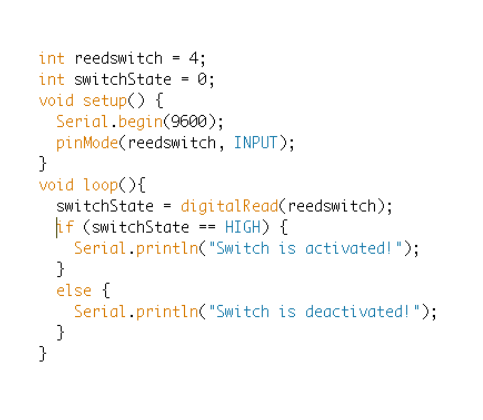 int reedswitch = 4;
int switchState = 0;
void setup() {
  Serial.begin(9600);
  pinMode(reedswitch, INPUT);
}
void loop(){
  switchState = digitalRead(reedswitch);
  if (switchState == HIGH) {
    Serial.println("Switch is activated!");
  }
  else {
    Serial.println("Switch is deactivated!");
  }
}